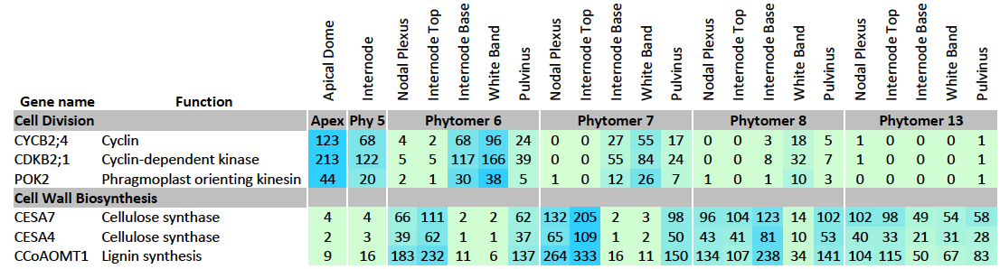 Gene name Function Apical Dome Internode Nodal Plexus Internode Top Internode Base White Band Pulvinus Nodal Plexus Internode Top Internode Base White Band Pulvinus Nodal Plexus Internode Top Internode Base White Band Pulvinus Nodal Plexus Internode Top Internode Base White Band Pulvinus
Cell Division Apex Phy 5 Phytomer 6 Phytomer 7 Phytomer 8 Phytomer 13
CYCB2;4 Cyclin 123 68 4 2 68 96 24 0 0 27 55 17 0 0 3 18 5 1 0 0 0 1
CDKB2;1 Cyclin-dependent kinase 213 122 5 5 117 166 39 0 0 55 84 24 0 0 8 32 7 1 0 0 0 1
POK2 Phragmoplast orienting kinesin 44 20 2 1 30 38 5 1 0 12 26 7 1 0 1 10 3 0 0 0 0 1
Cell Wall Biosynthesis
CESA7 Cellulose synthase 4 4 66 111 2 2 62 132 205 2 3 98 96 104 123 14 102 102 98 49 54 58
CESA4 Cellulose synthase 2 3 39 62 1 1 37 65 109 1 2 50 43 41 81 10 53 40 33 21 31 28
CCoAOMT1 Lignin synthesis 9 16 183 232 11 6 137 264 333 16 11 150 134 107 238 34 141 104 115 50 67 83